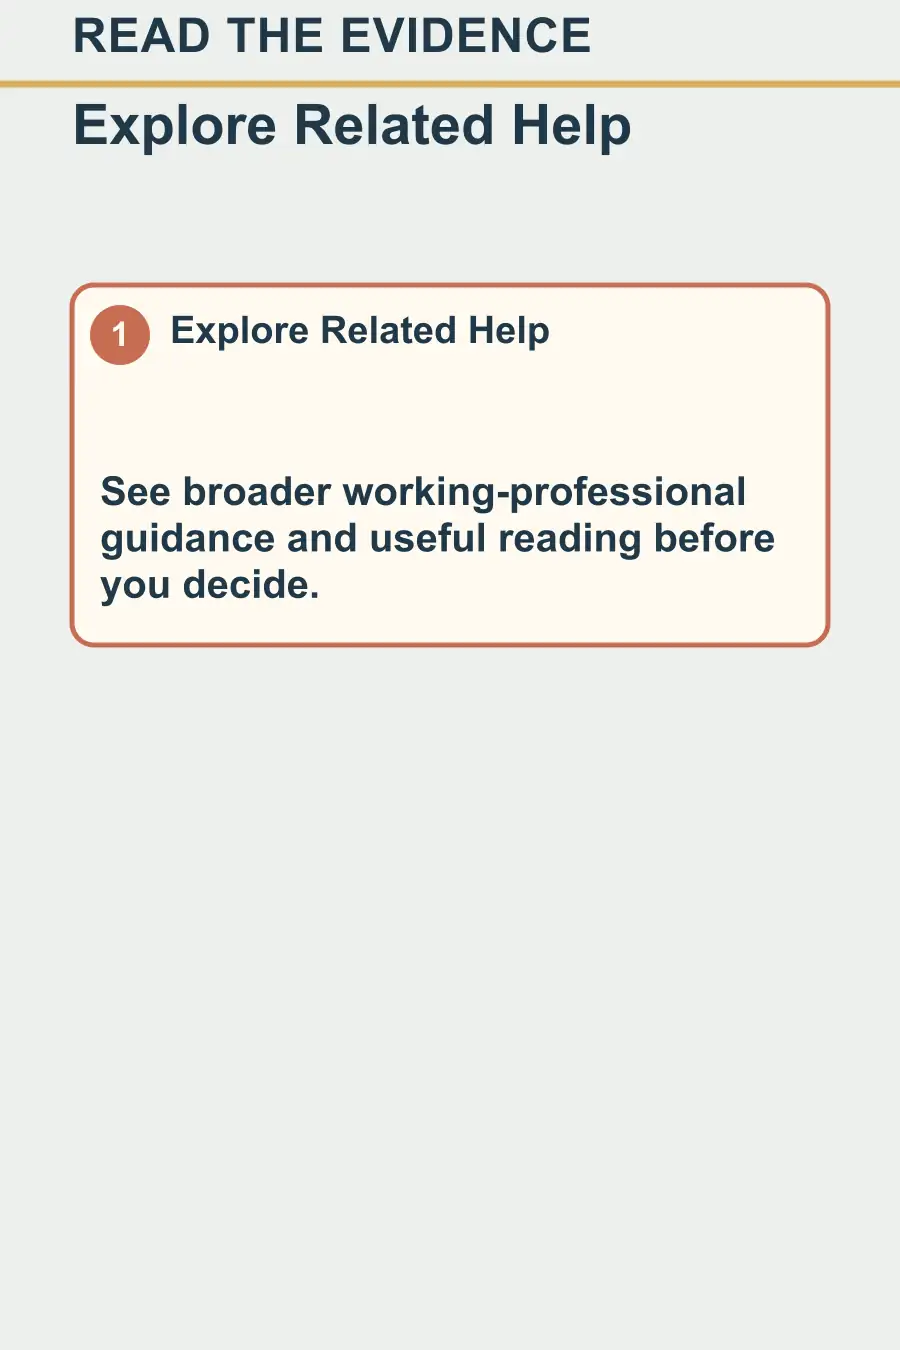 READ THE EVIDENCE
Explore Related Help
1 Explore Related Help
See broader working-professional
guidance and useful reading before
you decide.